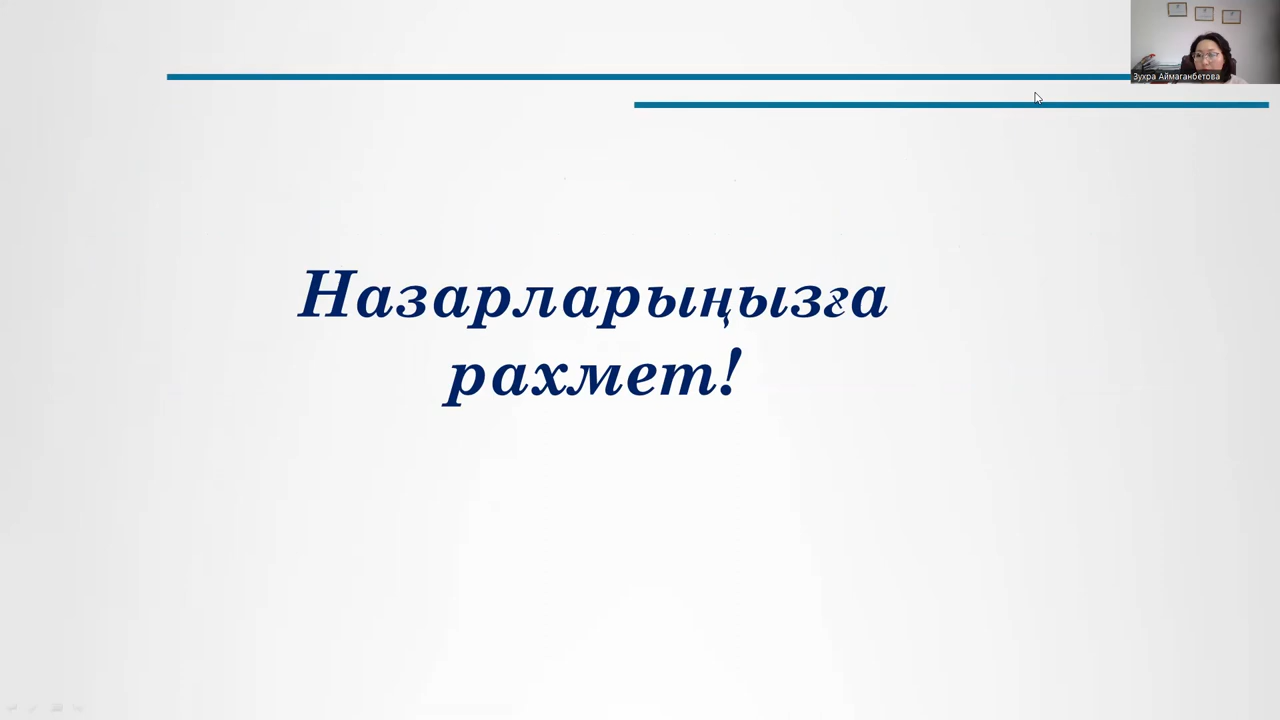 Зухра Аймаганбетова
Назарларыңызға
рахмет!